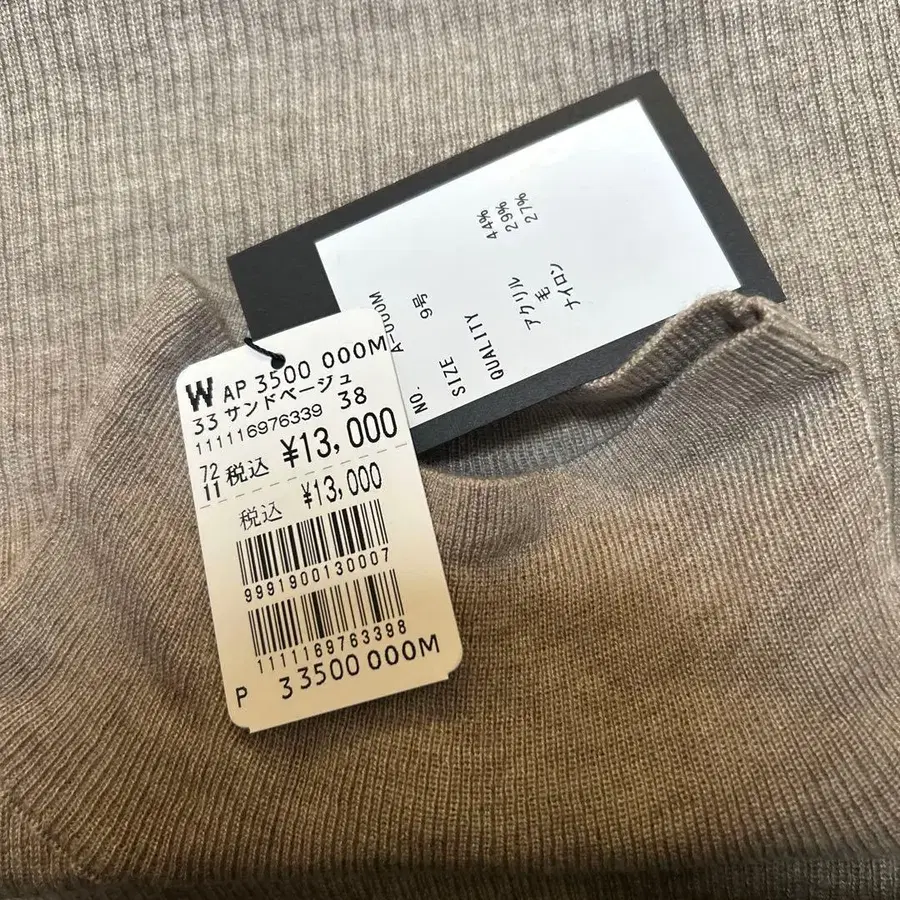 W AP 3500 000M
33 サンドベージュ
111116976339 38
72
11 税込 ¥13,000
税込 ¥13,000
9991900130007
1111169763398
P 33500 000M
NO.
SIZE 9号
QUALITY
アクリル 44%
毛 29%
ナイロン 27%